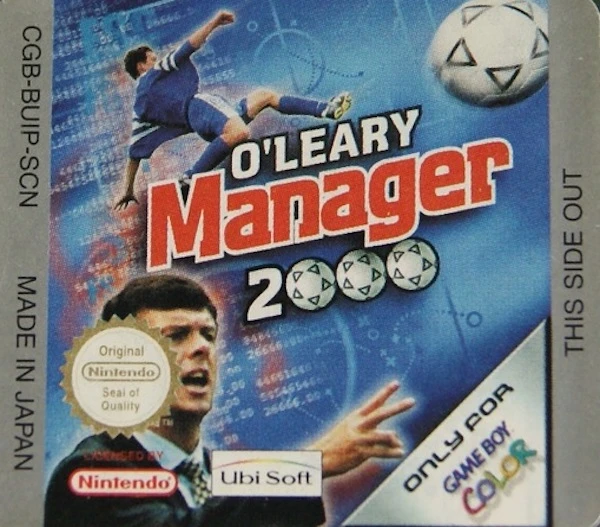 CGB-BUIP-SCN
MADE IN JAPAN
O'LEARY
Manager
2000
Original
Nintendo
Seal of
Quality
LICENSED BY
Nintendo
Ubi Soft
ONLY FOR
GAME BOY
COLOR
THIS SIDE OUT